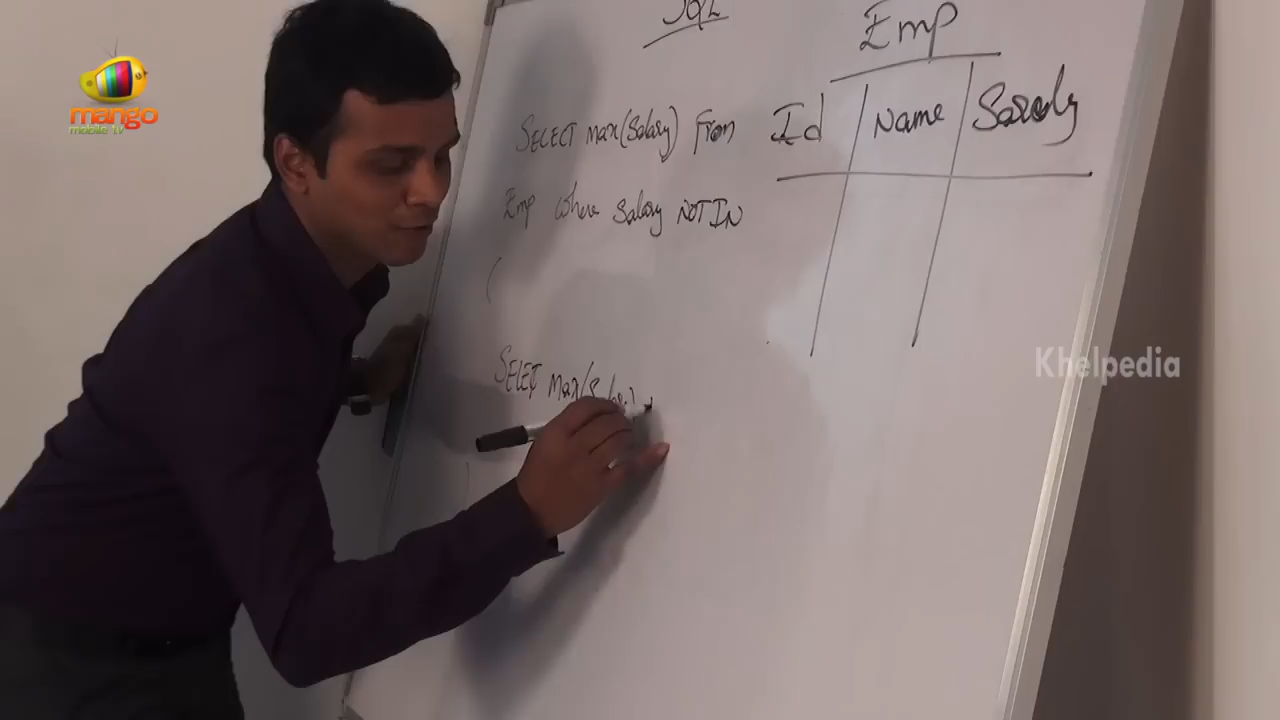 mango
mobile tv
SQL
Emp
Id Name Salary
SELECT max(Salary) From
Emp Where Salary NOT IN
(
SELECT max(
Khelpedia